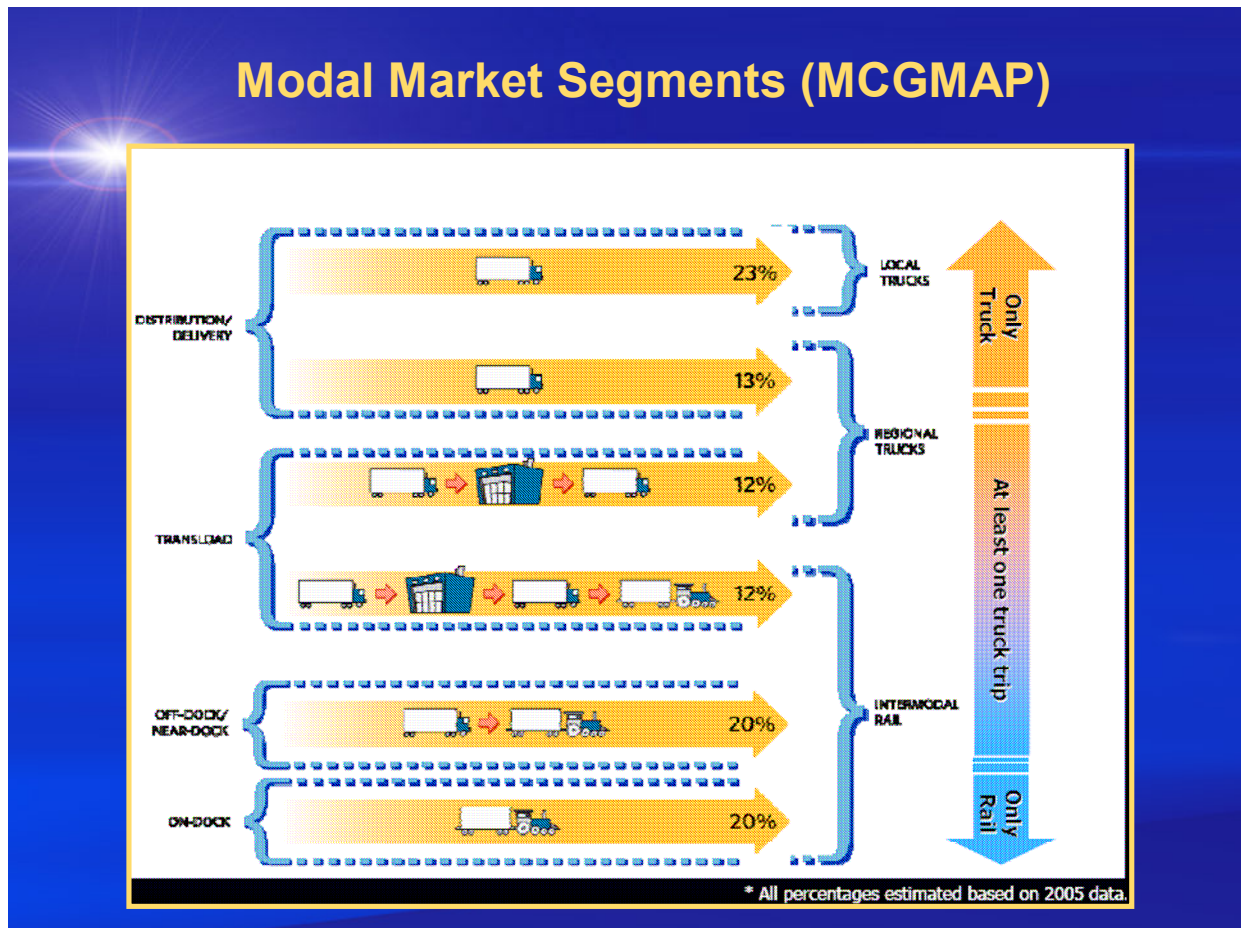 Modal Market Segments (MCGMAP)
DISTRIBUTION/
DELIVERY
23%
LOCAL
TRUCKS
13%
REGIONAL
TRUCKS
TRANSLOAD
12%
12%
OFF-DOCK/
NEAR-DOCK
20%
INTERMODAL
RAIL
ON-DOCK
20%
Only
Truck
At least one truck trip
Only
Rail
* All percentages estimated based on 2005 data.